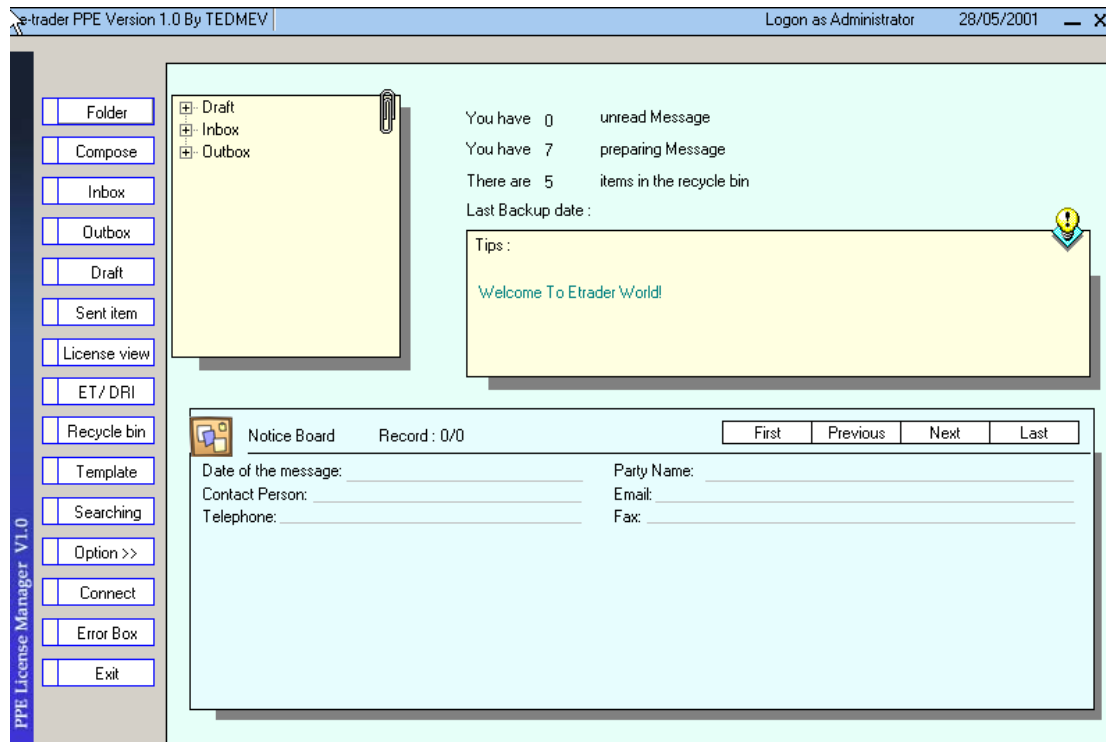 e-trader PPE Version 1.0 By TEDMEV
Logon as Administrator
28/05/2001
Folder
Compose
Inbox
Outbox
Draft
Sent item
License view
ET/ DRI
Recycle bin
Template
Searching
Option >>
Connect
Error Box
Exit
PPE License Manager V1.0
Draft
Inbox
Outbox
You have 0 unread Message
You have 7 preparing Message
There are 5 items in the recycle bin
Last Backup date :
Tips :
Welcome To Etrader World!
Notice Board Record : 0/0
First Previous Next Last
Date of the message: Party Name:
Contact Person: Email:
Telephone: Fax: